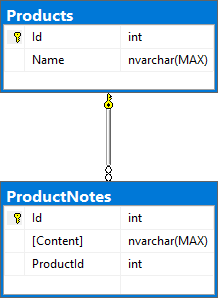 Products
Id int
Name nvarchar(MAX)
ProductNotes
Id int
[Content] nvarchar(MAX)
ProductId int